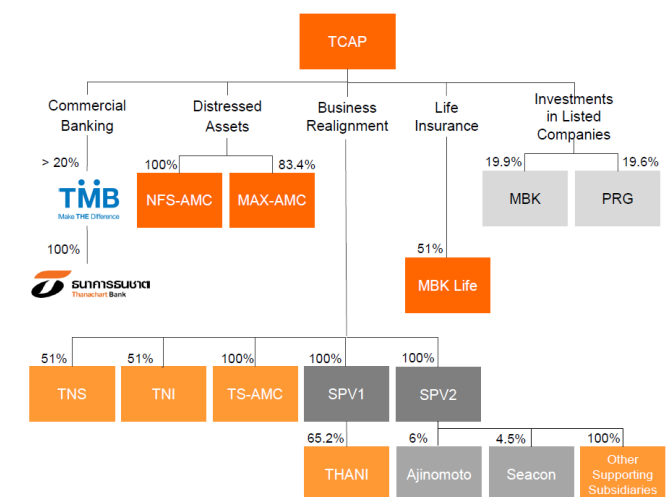 TCAP
Commercial
Banking
Distressed
Assets
Business
Realignment
Life
Insurance
Investments
in Listed
Companies
> 20%
100%
83.4%
19.9%
19.6%
TMB
Make THE Difference
NFS-AMC
MAX-AMC
MBK
PRG
100%
51%
ธนาคารธนชาต
Thanachart Bank
MBK Life
51%
51%
100%
100%
100%
TNS
TNI
TS-AMC
SPV1
SPV2
65.2%
6%
4.5%
100%
THANI
Ajinomoto
Seacon
Other
Supporting
Subsidiaries